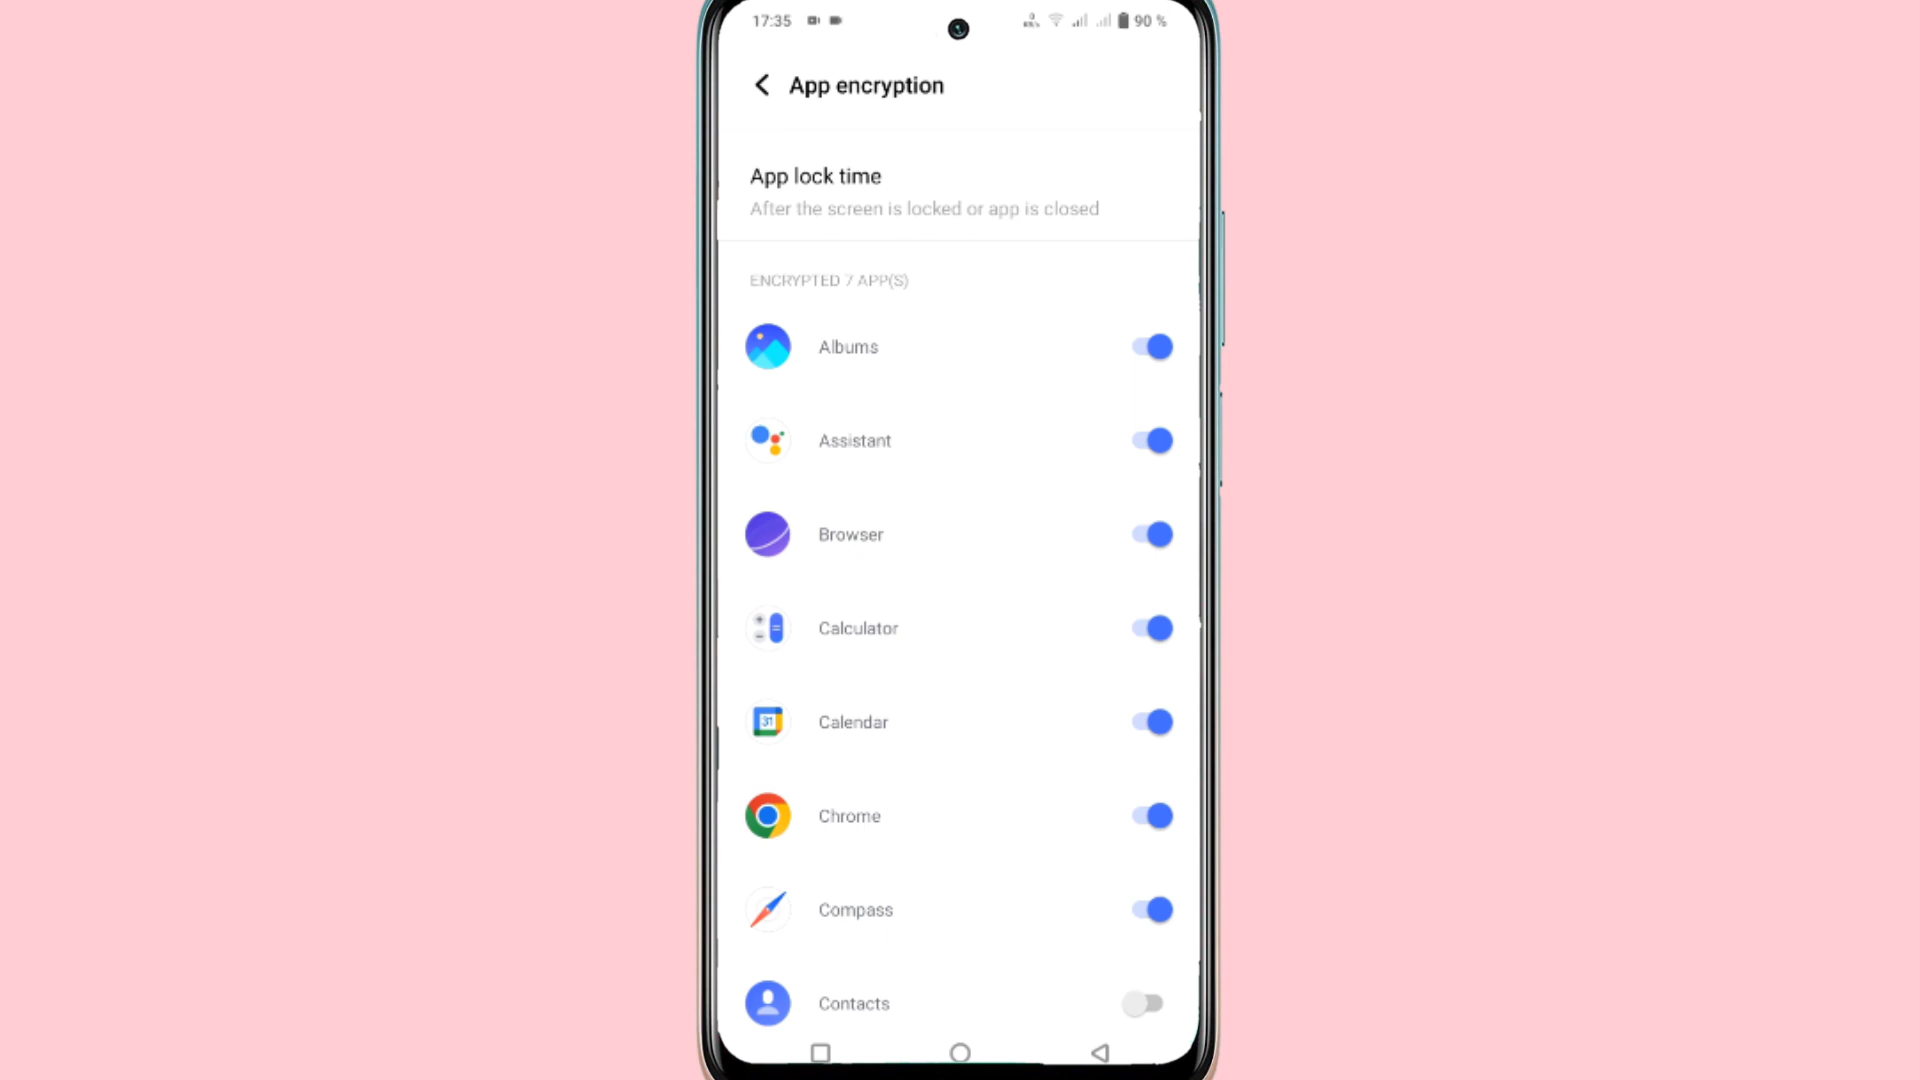 17:35
90 %
App encryption
App lock time
After the screen is locked or app is closed
ENCRYPTED 7 APP(S)
Albums
Assistant
Browser
Calculator
31
Calendar
Chrome
Compass
Contacts